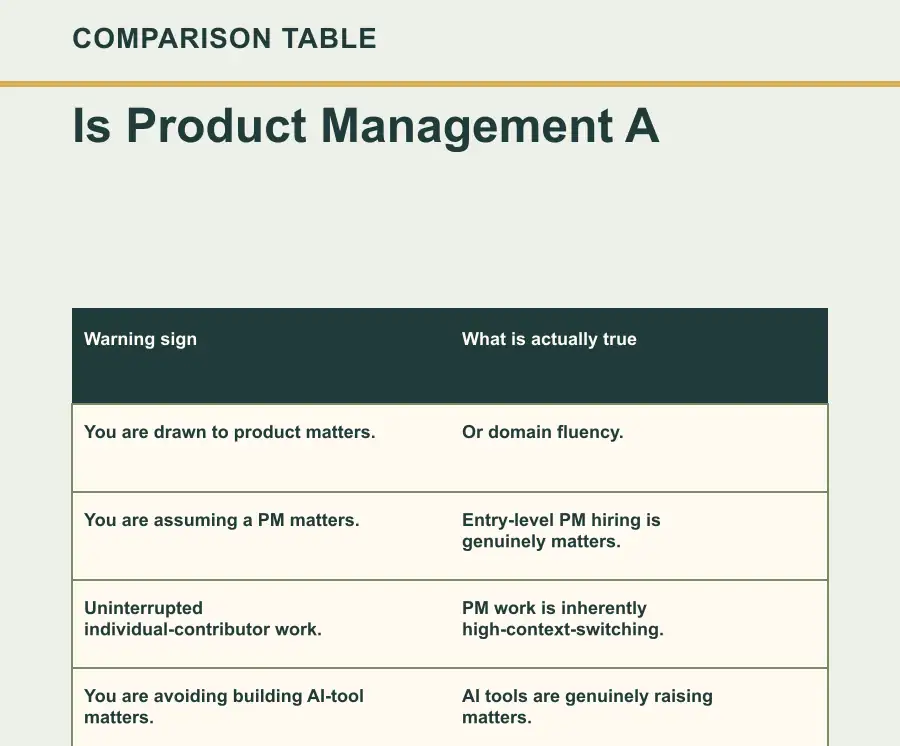 COMPARISON TABLE
Is Product Management A
Warning sign
What is actually true
You are drawn to product matters.
Or domain fluency.
You are assuming a PM matters.
Entry-level PM hiring is
genuinely matters.
Uninterrupted
individual-contributor work.
PM work is inherently
high-context-switching.
You are avoiding building AI-tool
matters.
AI tools are genuinely raising
matters.